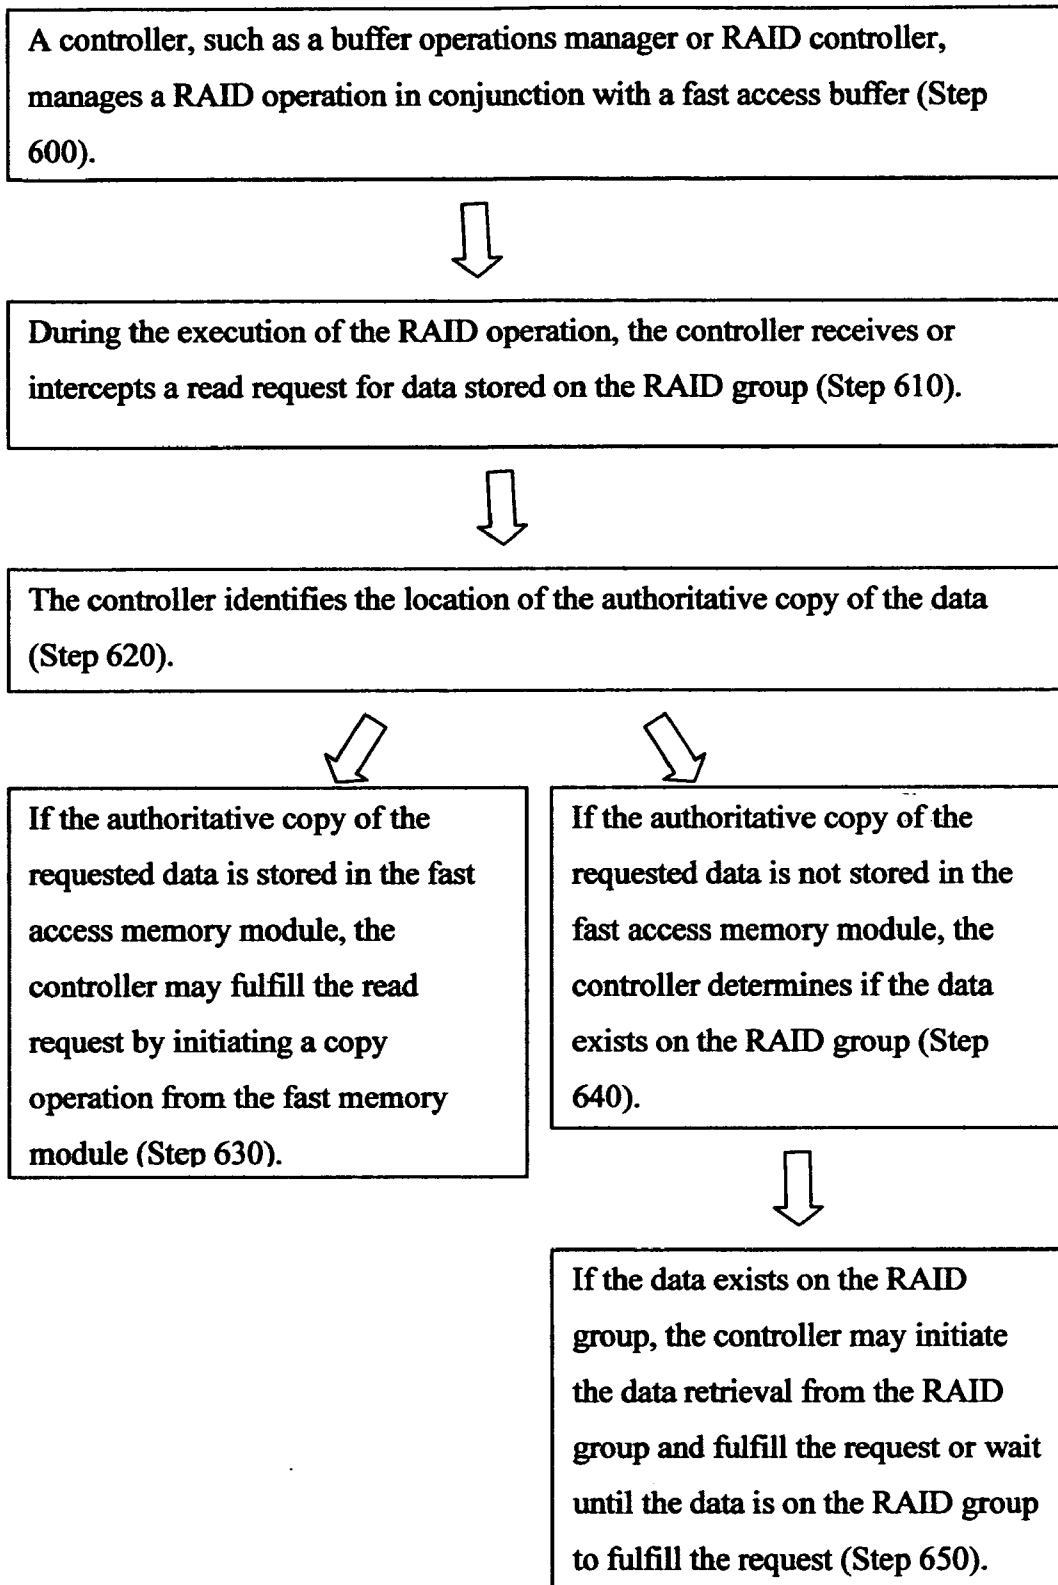 A controller, such as a buffer operations manager or RAID controller,
manages a RAID operation in conjunction with a fast access buffer (Step
600).
During the execution of the RAID operation, the controller receives or
intercepts a read request for data stored on the RAID group (Step 610).
The controller identifies the location of the authoritative copy of the data
(Step 620).
If the authoritative copy of the
requested data is stored in the fast
access memory module, the
controller may fulfill the read
request by initiating a copy
operation from the fast memory
module (Step 630).
If the authoritative copy of the
requested data is not stored in the
fast access memory module, the
controller determines if the data
exists on the RAID group (Step
640).
If the data exists on the RAID
group, the controller may initiate
the data retrieval from the RAID
group and fulfill the request or wait
until the data is on the RAID group
to fulfill the request (Step 650).